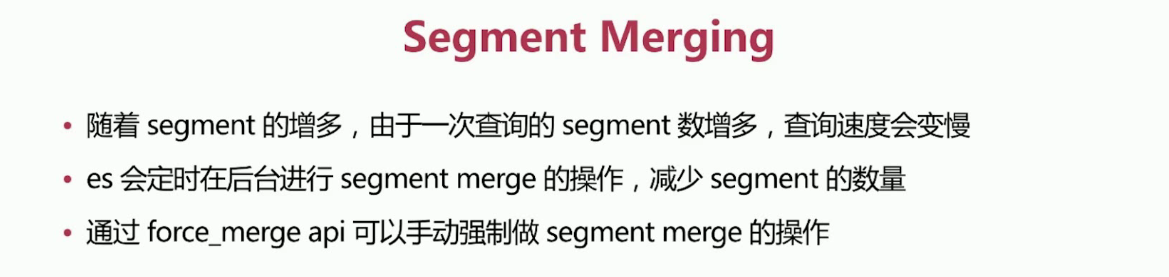 Segment Merging
• 随着 segment 的增多，由于一次查询的 segment 数增多，查询速度会变慢
• es 会定时在后台进行 segment merge 的操作，减少 segment 的数量
• 通过 force_merge api 可以手动强制做 segment merge 的操作